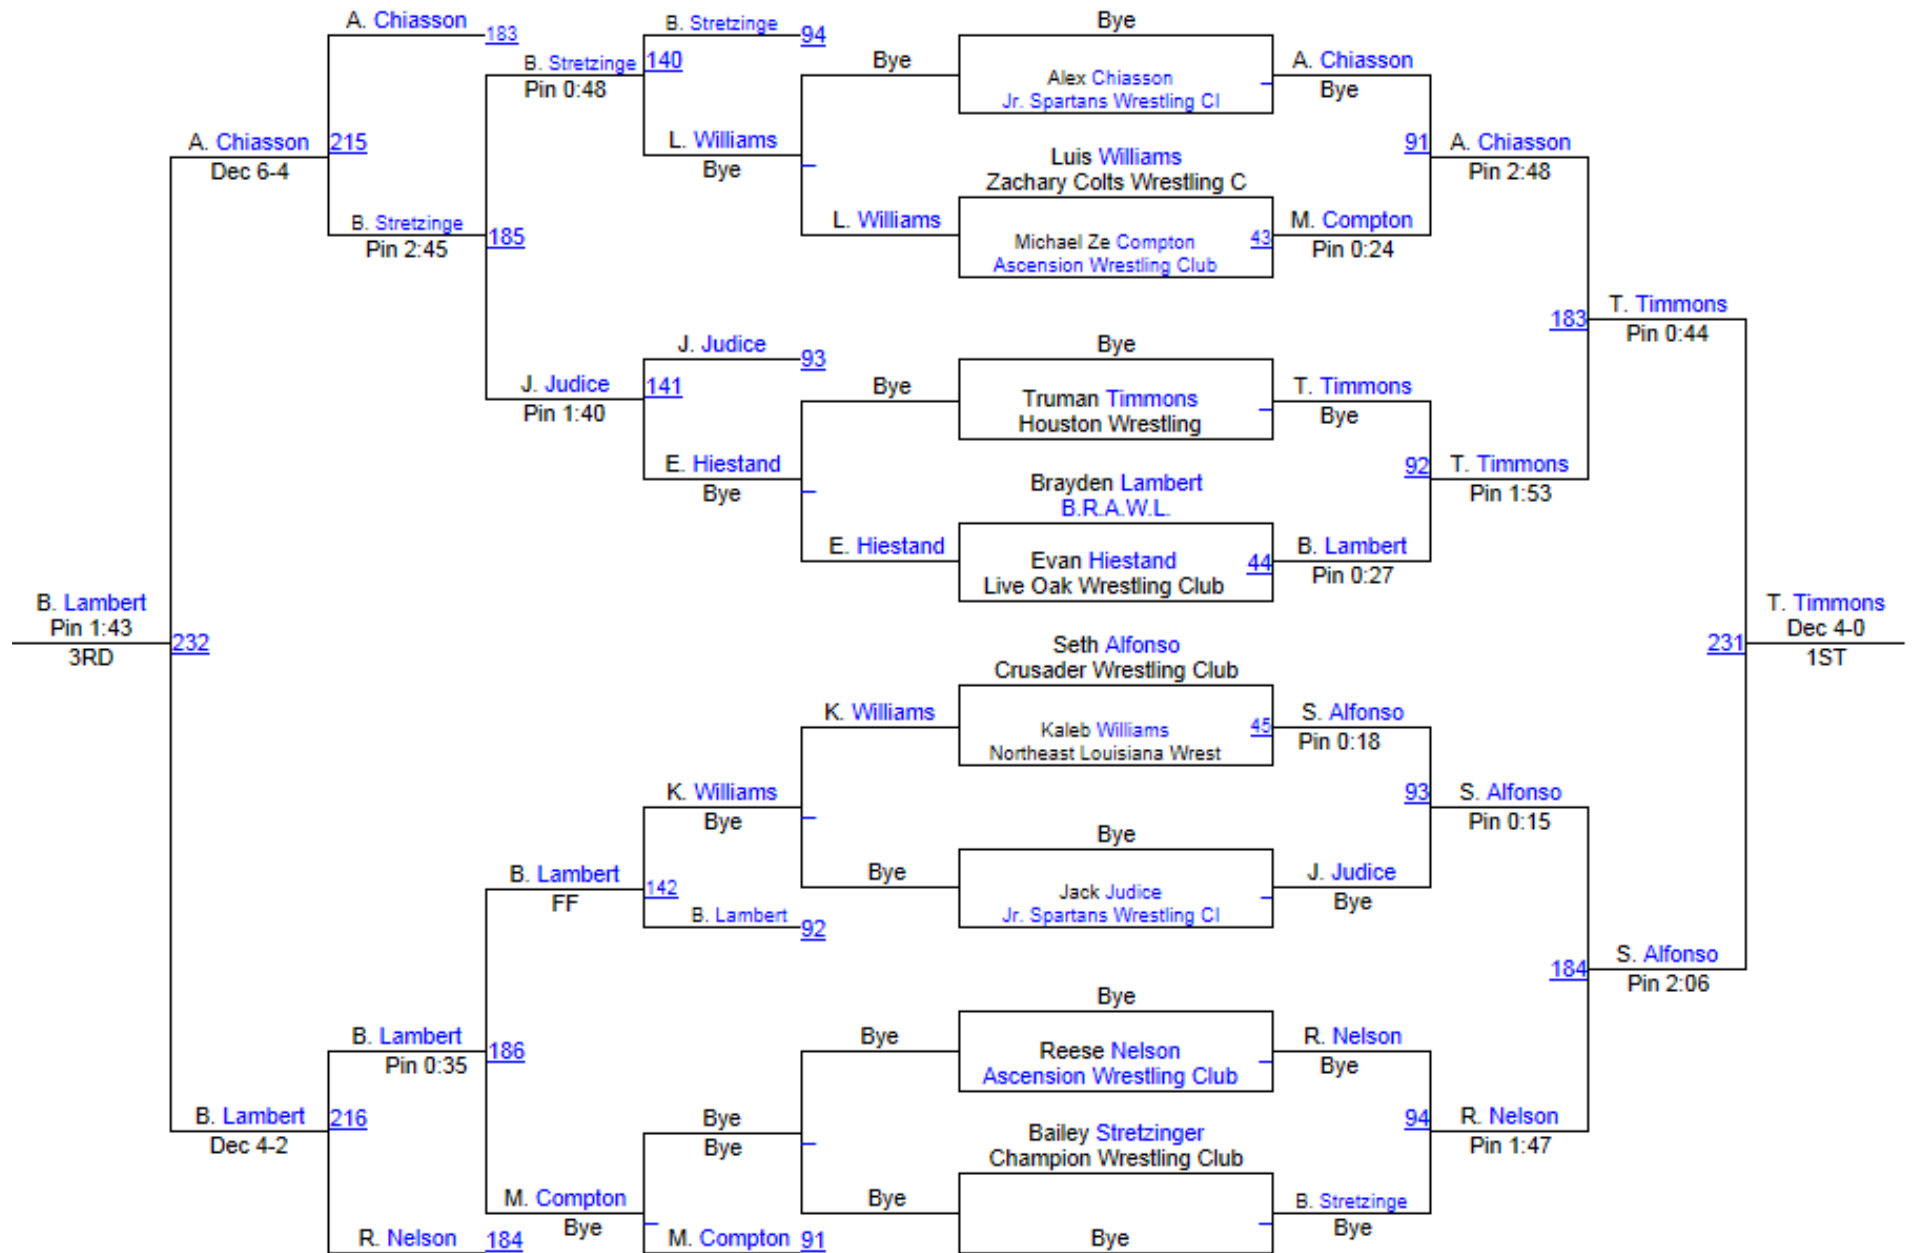 A. Chiasson
183
B. Stretzinge
94
Bye
B. Stretzinge
140
Pin 0:48
Bye
Alex Chiasson
Jr. Spartans Wrestling Cl
A. Chiasson
Bye
A. Chiasson
215
Dec 6-4
L. Williams
Bye
Luis Williams
Zachary Colts Wrestling C
91
A. Chiasson
Pin 2:48
B. Stretzinge
185
Pin 2:45
L. Williams
Michael Ze Compton
Ascension Wrestling Club
43
M. Compton
Pin 0:24
T. Timmons
183
Pin 0:44
J. Judice
93
Bye
J. Judice
141
Pin 1:40
Bye
Truman Timmons
Houston Wrestling
T. Timmons
Bye
E. Hiestand
Bye
Brayden Lambert
B.R.A.W.L.
92
T. Timmons
Pin 1:53
E. Hiestand
Evan Hiestand
Live Oak Wrestling Club
44
B. Lambert
Pin 0:27
B. Lambert
Pin 1:43
3RD
232
T. Timmons
Dec 4-0
1ST
231
Seth Alfonso
Crusader Wrestling Club
K. Williams
Kaleb Williams
Northeast Louisiana Wrest
45
S. Alfonso
Pin 0:18
K. Williams
Bye
93
S. Alfonso
Pin 0:15
Bye
B. Lambert
142
FF
B. Lambert
92
Bye
Jack Judice
Jr. Spartans Wrestling Cl
J. Judice
Bye
S. Alfonso
184
Pin 2:06
Bye
B. Lambert
186
Pin 0:35
Bye
Reese Nelson
Ascension Wrestling Club
R. Nelson
Bye
B. Lambert
216
Dec 4-2
Bye
Bye
Bailey Stretzinger
Champion Wrestling Club
94
R. Nelson
Pin 1:47
M. Compton
Bye
Bye
B. Stretzinge
Bye
R. Nelson
184
M. Compton
91
Bye